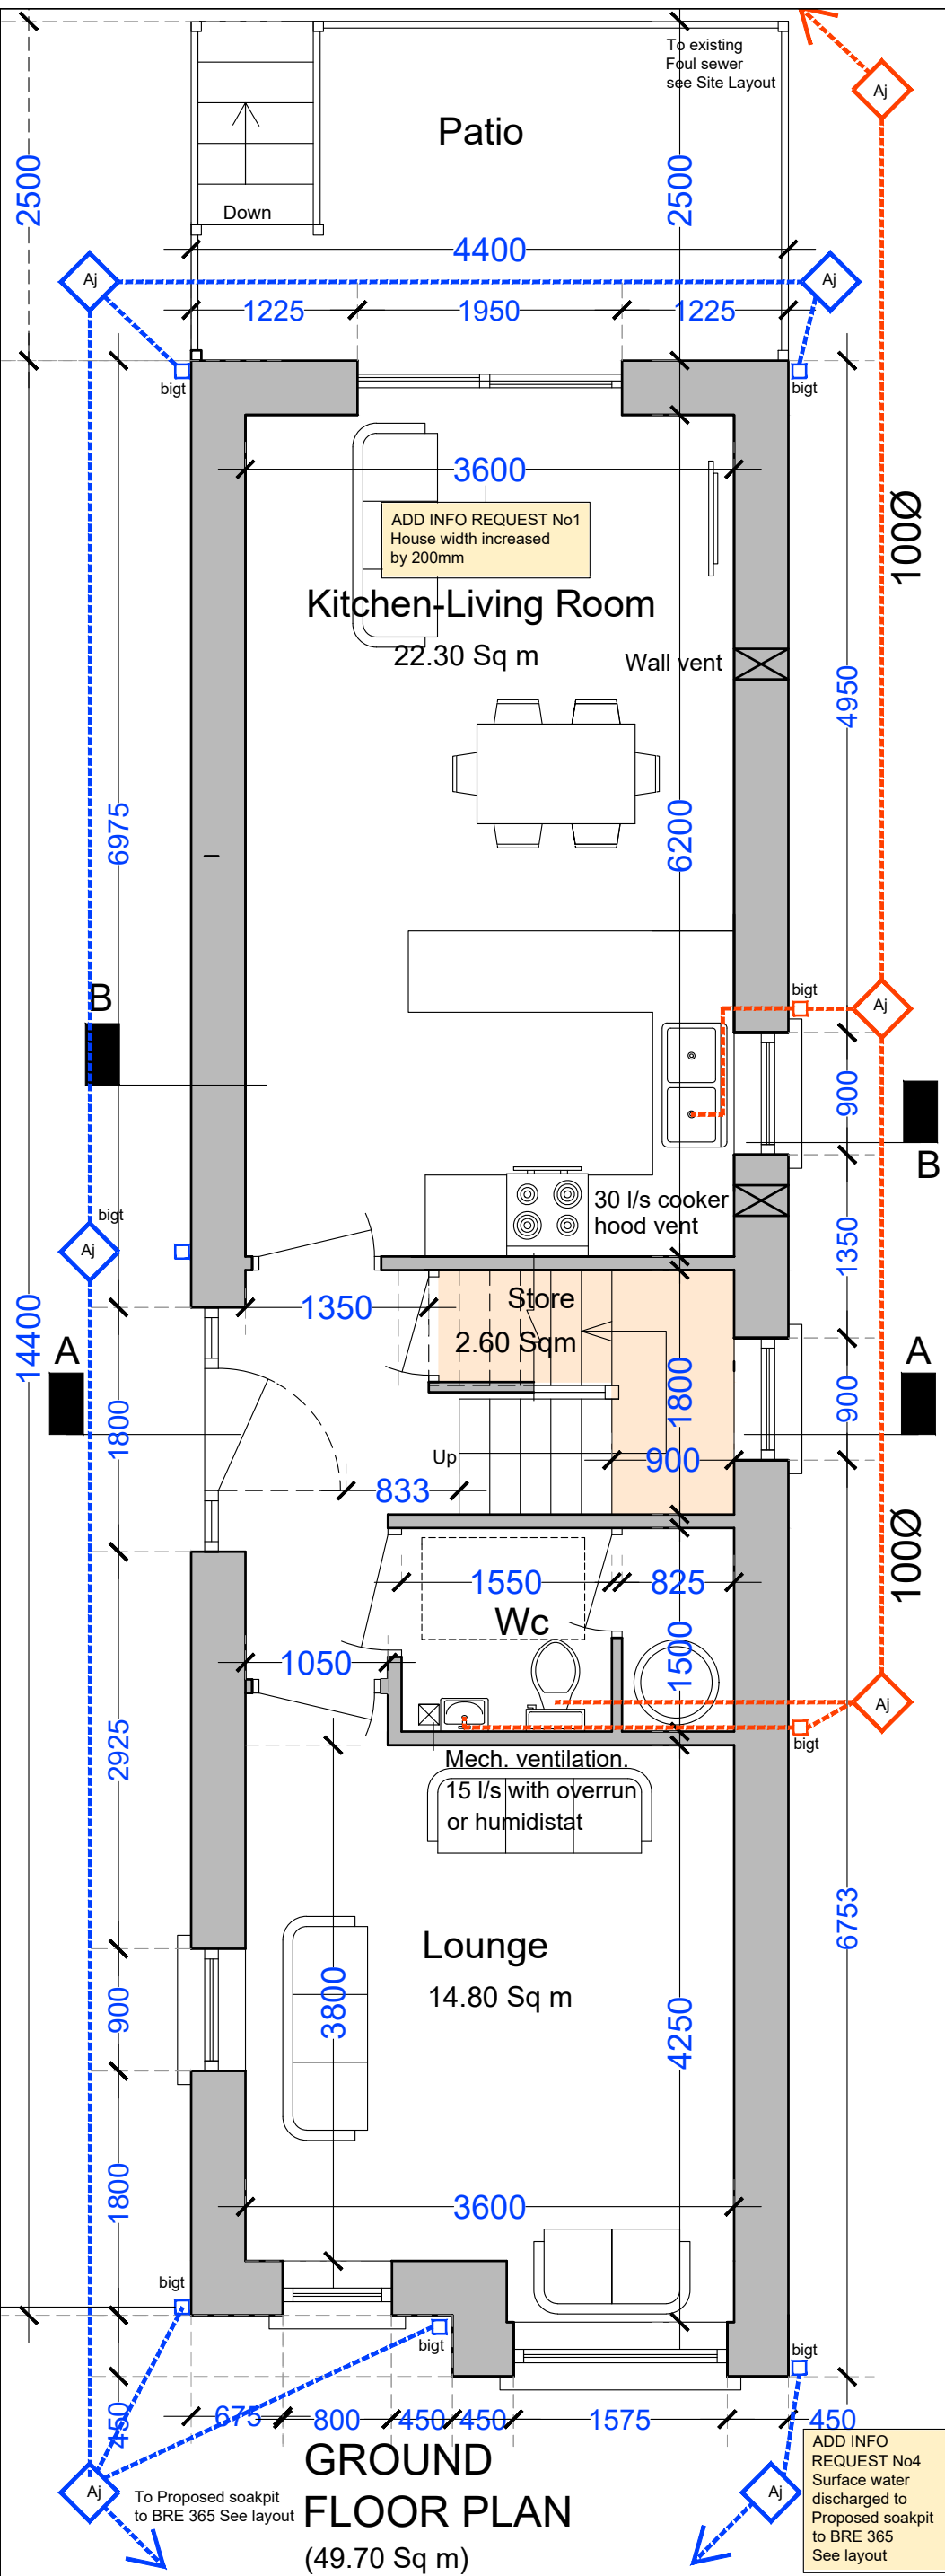 To existing
Foul sewer
see Site Layout
Aj
Patio
2500
2500
Down
4400
Aj
Aj
1225
1950
1225
bigt
bigt
3600
ADD INFO REQUEST No1
House width increased
by 200mm
100Ø
Kitchen-Living Room
22.30 Sq m
Wall vent
4950
6975
6200
B
bigt
Aj
900
B
30 l/s cooker
hood vent
bigt
Aj
1350
1350
Store
2.60 Sqm
14400
A
A
1800
1800
900
Up
900
833
100Ø
1550
825
Wc
1050
1500
Aj
bigt
2925
Mech. ventilation.
15 l/s with overrun
or humidistat
6753
Lounge
14.80 Sq m
3800
4250
900
1800
3600
bigt
bigt
bigt
450
675
800
450
450
1575
450
GROUND
FLOOR PLAN
(49.70 Sq m)
Aj
To Proposed soakpit
to BRE 365 See layout
Aj
ADD INFO
REQUEST No4
Surface water
discharged to
Proposed soakpit
to BRE 365
See layout